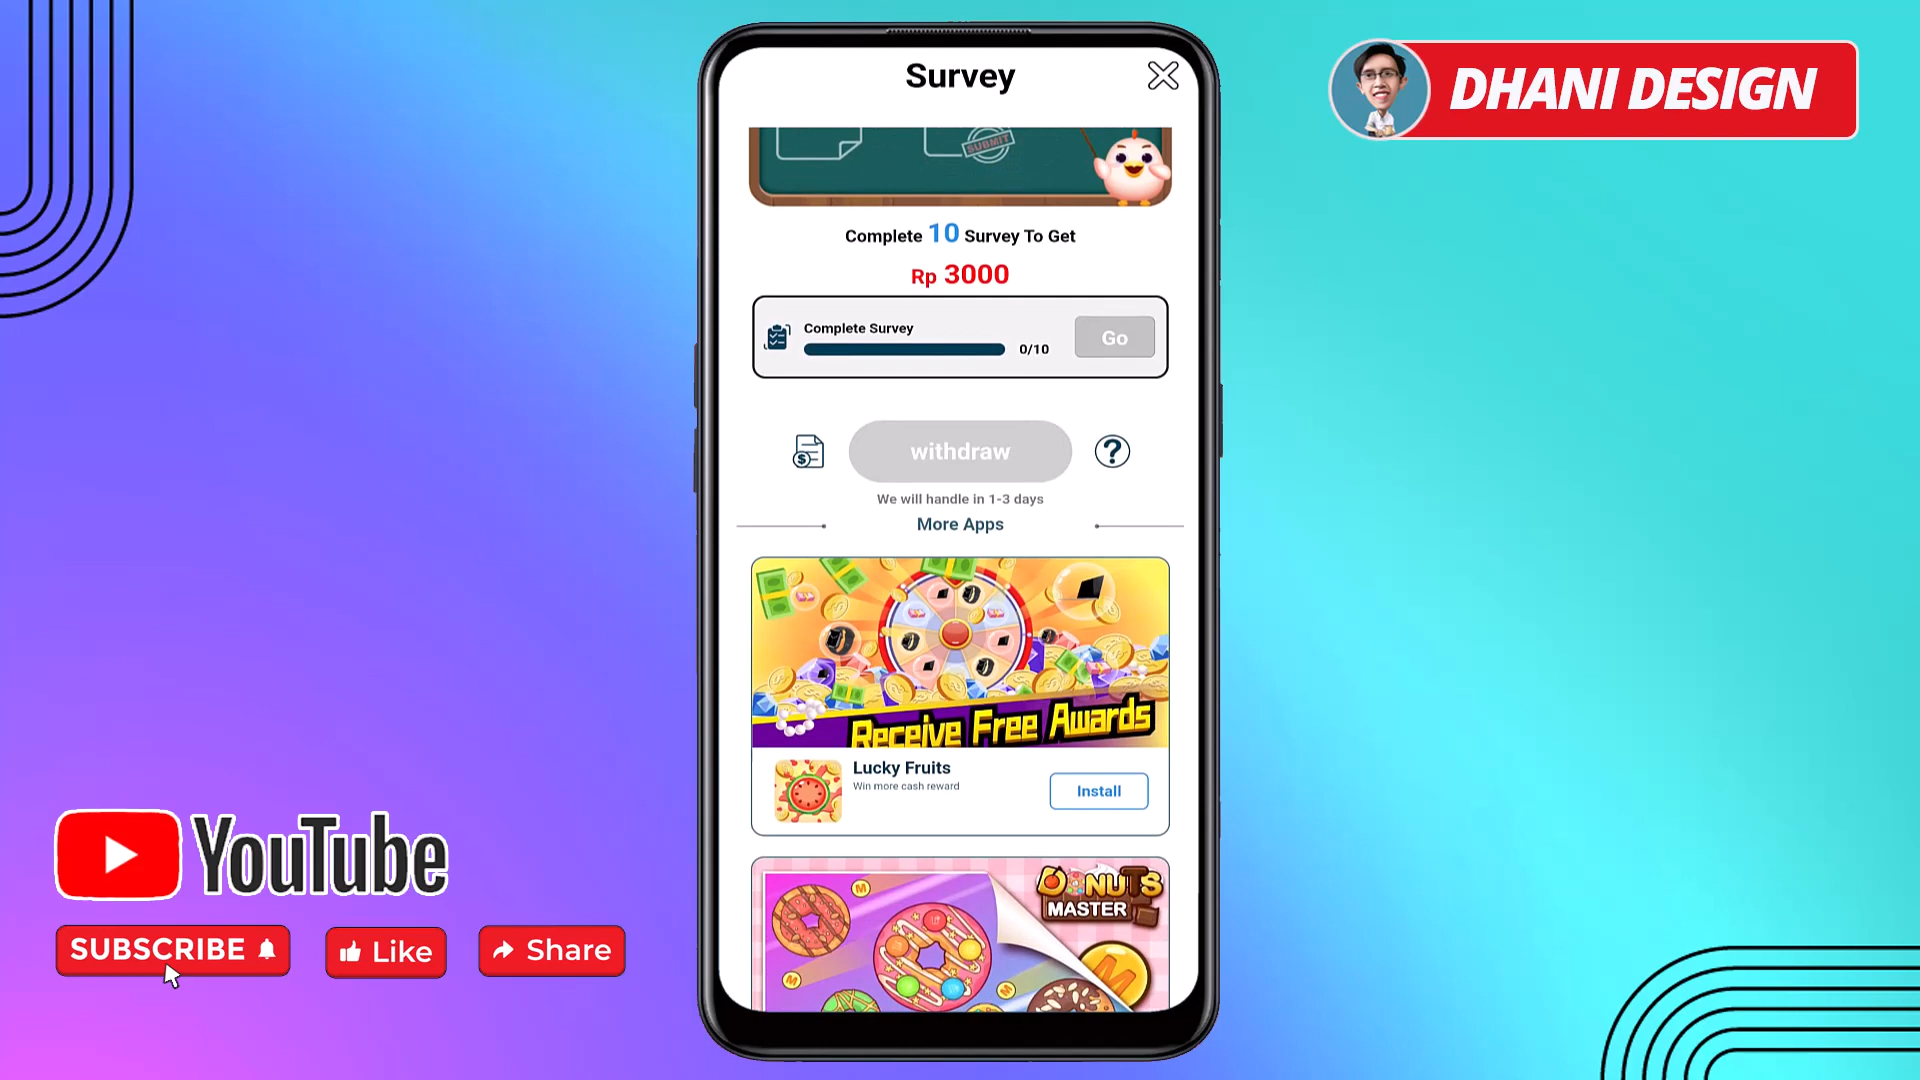 Survey
DHANI DESIGN
SUBMIT
Complete 10 Survey To Get
Rp 3000
Complete Survey
0/10
Go
withdraw
We will handle in 1-3 days
More Apps
Receive Free Awards
Lucky Fruits
Win more cash reward
Install
DONUTS
MASTER
M
M
M
M
YouTube
SUBSCRIBE
Like
Share